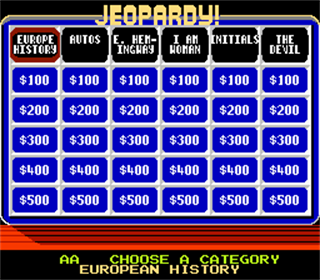 JEOPARDY!
EUROPE HISTORY AUTOS E. HEM- INGWAY I AM WOMAN INITIALS THE DEVIL
$100 $100 $100 $100 $100 $100
$200 $200 $200 $200 $200 $200
$300 $300 $300 $300 $300 $300
$400 $400 $400 $400 $400 $400
$500 $500 $500 $500 $500 $500
AA CHOOSE A CATEGORY
EUROPEAN HISTORY